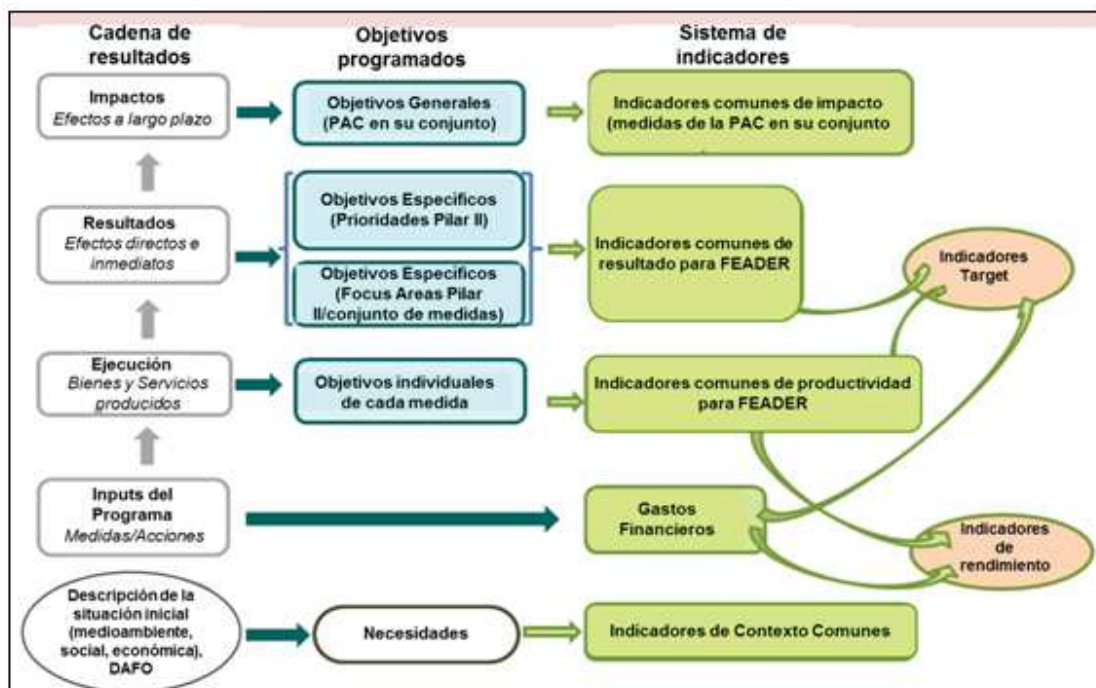 Cadena de
resultados
Objetivos
programados
Sistema de
indicadores
Impactos
Efectos a largo plazo
Objetivos Generales
(PAC en su conjunto)
Indicadores comunes de impacto
(medidas de la PAC en su conjunto
Resultados
Efectos directos e
inmediatos
Objetivos Específicos
(Prioridades Pilar II)
Objetivos Específicos
(Focus Areas Pilar
II/conjunto de medidas)
Indicadores comunes de
resultado para FEADER
Indicadores
Target
Ejecución
Bienes y Servicios
producidos
Objetivos individuales
de cada medida
Indicadores comunes de productividad
para FEADER
Inputs del
Programa
Medidas/Acciones
Gastos
Financieros
Indicadores
de
rendimiento
Descripción de la
situación inicial
(medioambiente,
social, económica),
DAFO
Necesidades
Indicadores de Contexto Comunes